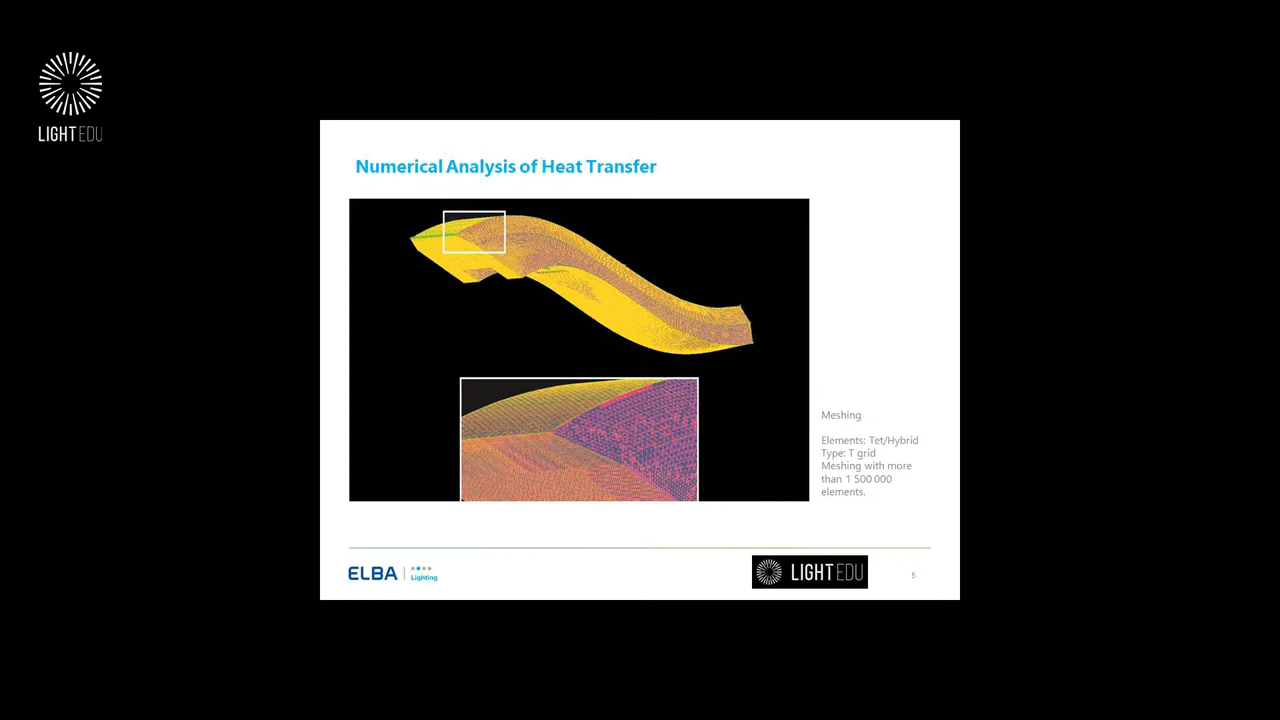 LIGHT EDU
Numerical Analysis of Heat Transfer
Meshing
Elements: Tet/Hybrid
Type: T grid
Meshing with more
than 1 500 000
elements.
ELBA
Lighting
LIGHT EDU
5